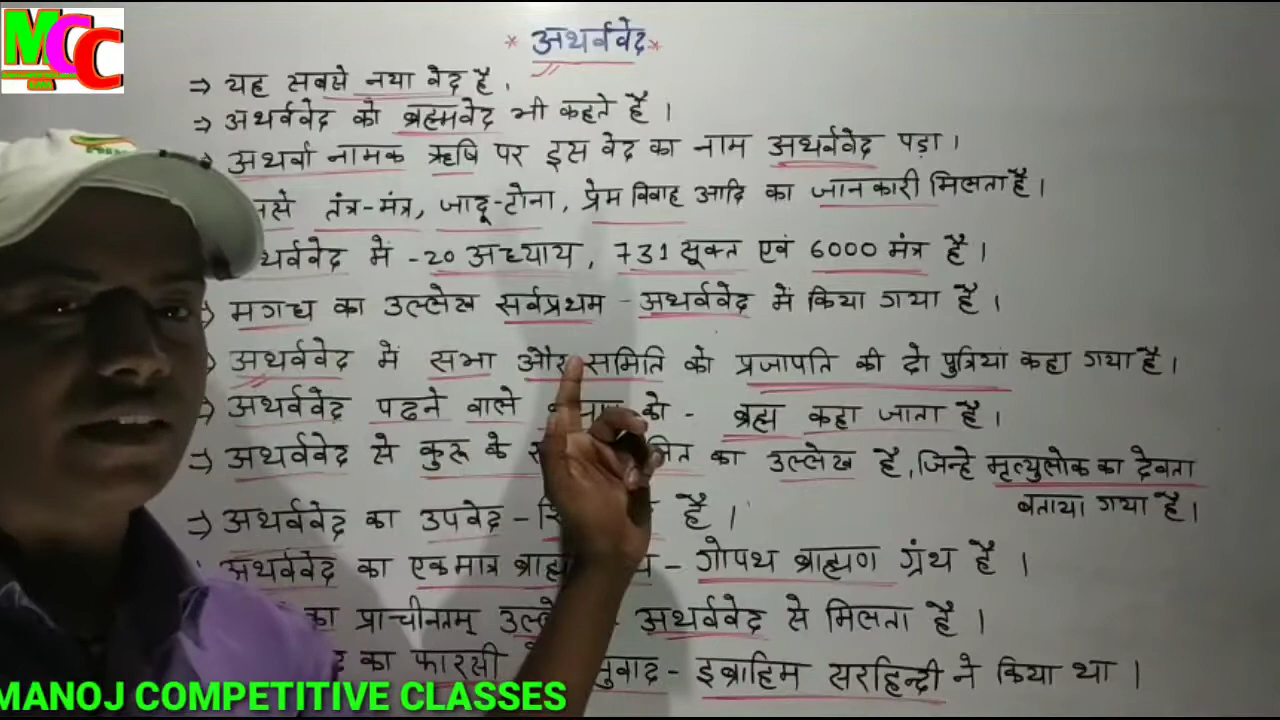 MCC
* अथर्ववेद *
⇒ यह सबसे नया वेद है ।
⇒ अथर्ववेद को ब्रह्मवेद भी कहते हैं ।
अथर्वा नामक ऋषि पर इस वेद का नाम अथर्ववेद पड़ा ।
तंत्र-मंत्र, जादू-टोना, प्रेम विवाह आदि का जानकारी मिलता है ।
में -20 अध्याय, 731 सूक्त एवं 6000 मंत्र है ।
मगध का उल्लेख सर्वप्रथम - अथर्ववेद में किया गया है ।
अथर्ववेद में सभा और समिति को प्रजापति की दो पुत्रियां कहा गया है ।
⇒ अथर्ववेद पढने वाले को - ब्रह्म कहा जाता है ।
⇒ अथर्ववेद से कुरू के का उल्लेख है, जिन्हे मृत्युलोक का देवता
बताया गया है ।
⇒ अथर्ववेद का उपवेद - है ।
अथर्ववेद का एकमात्र - गोपथ ब्राह्मण ग्रंथ है ।
का प्राचीनतम् - अथर्ववेद से मिलता है ।
का फारसी - इब्राहिम सरहिन्दी ने किया था ।
MANOJ COMPETITIVE CLASSES